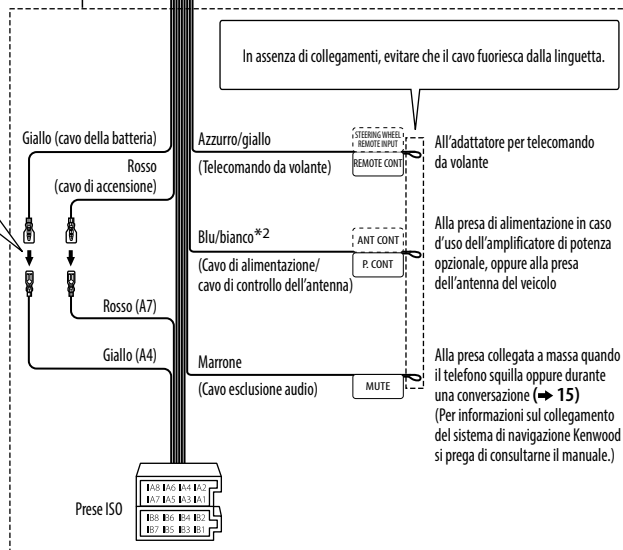 In assenza di collegamenti, evitare che il cavo fuoriesca dalla linguetta.
Giallo (cavo della batteria)
Rosso
(cavo di accensione)
Azzurro/giallo
(Telecomando da volante)
STEERING WHEEL
REMOTE INPUT
REMOTE CONT
All'adattatore per telecomando
da volante
Blu/bianco*2
(Cavo di alimentazione/
cavo di controllo dell'antenna)
ANT CONT
P. CONT
Alla presa di alimentazione in caso
d'uso dell'amplificatore di potenza
opzionale, oppure alla presa
dell'antenna del veicolo
Rosso (A7)
Giallo (A4)
Marrone
(Cavo esclusione audio)
MUTE
Alla presa collegata a massa quando
il telefono squilla oppure durante
una conversazione (➜ 15)
(Per informazioni sul collegamento
del sistema di navigazione Kenwood
si prega di consultarne il manuale.)
Prese ISO
A8 A6 A4 A2
A7 A5 A3 A1
B8 B6 B4 B2
B7 B5 B3 B1